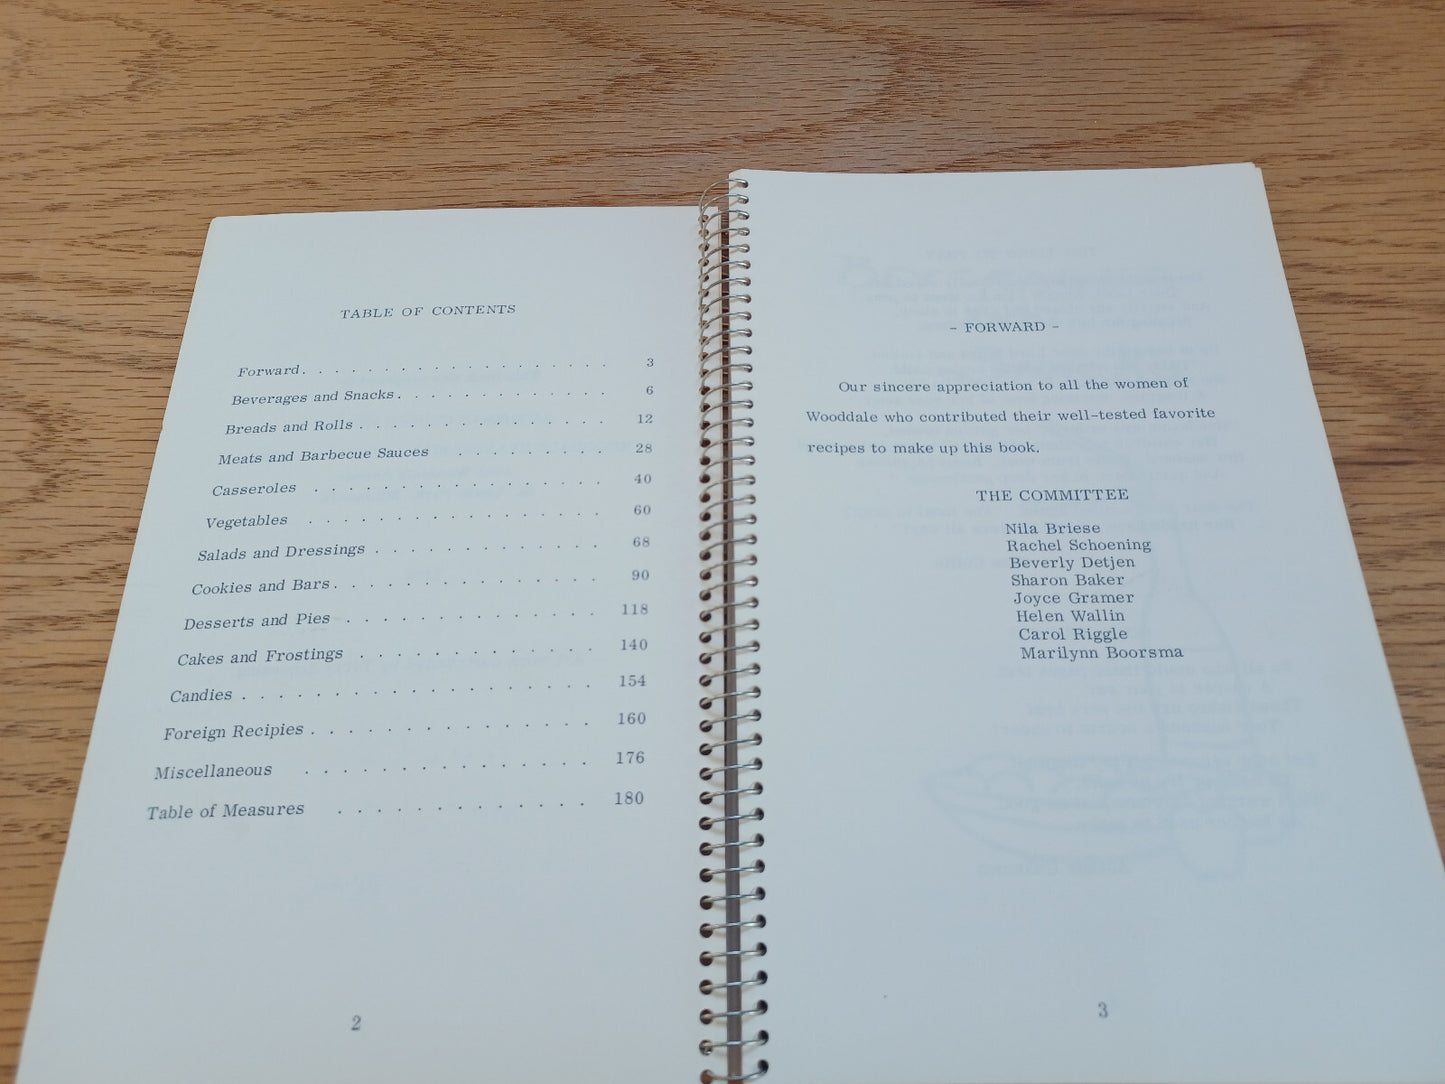 TABLE OF CONTENTS
Forward . . . . . . . . . . . . . . . . . . . . 3
Beverages and Snacks . . . . . . . . . . . . . 6
Breads and Rolls . . . . . . . . . . . . . . . . 12
Meats and Barbecue Sauces . . . . . . . . . 28
Casseroles . . . . . . . . . . . . . . . . . . 40
Vegetables . . . . . . . . . . . . . . . . . . 60
Salads and Dressings . . . . . . . . . . . . . 68
Cookies and Bars . . . . . . . . . . . . . . . 90
Desserts and Pies . . . . . . . . . . . . . . 118
Cakes and Frostings . . . . . . . . . . . . . 140
Candies . . . . . . . . . . . . . . . . . . . . 154
Foreign Recipies . . . . . . . . . . . . . . . . 160
Miscellaneous . . . . . . . . . . . . . . . . 176
Table of Measures . . . . . . . . . . . . . 180
2
- FORWARD -
Our sincere appreciation to all the women of
Wooddale who contributed their well-tested favorite
recipes to make up this book.
THE COMMITTEE
Nila Briese
Rachel Schoening
Beverly Detjen
Sharon Baker
Joyce Gramer
Helen Wallin
Carol Riggle
Marilynn Boorsma
3